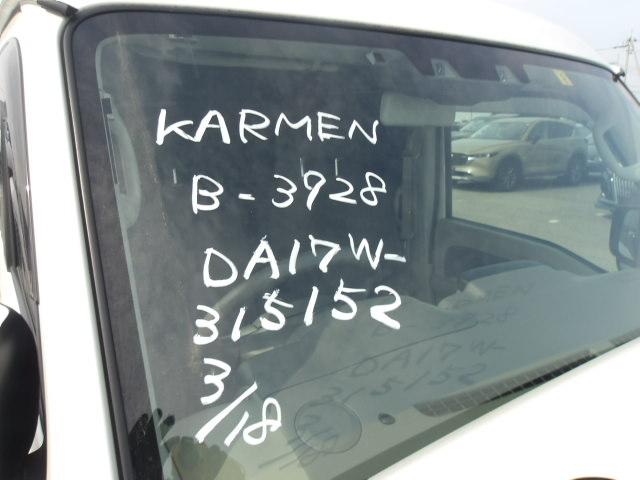 KARMEN
B-3928
DA17W-
315152
3/18